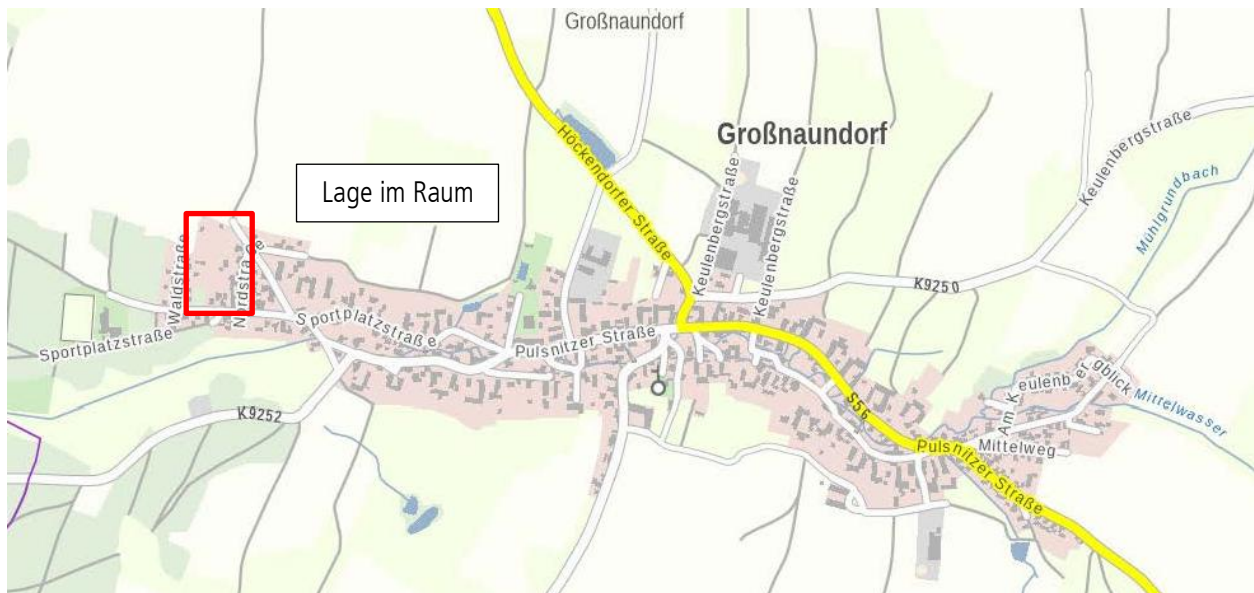 Großnaundorf
Großnaundorf
Lage im Raum
Höckendorfer Straße
Keulenbergstraße
Keulenbergstraße
Keulenbergstraße
Mühlgrundbach
K9250
Waldstraße
Nordstraße
Sportplatzstraße
Sportplatzstraße
Pulsnitzer Straße
K9252
S56
Am Keulenbergblick
Mittelwasser
Mittelweg
Pulsnitzer Straße